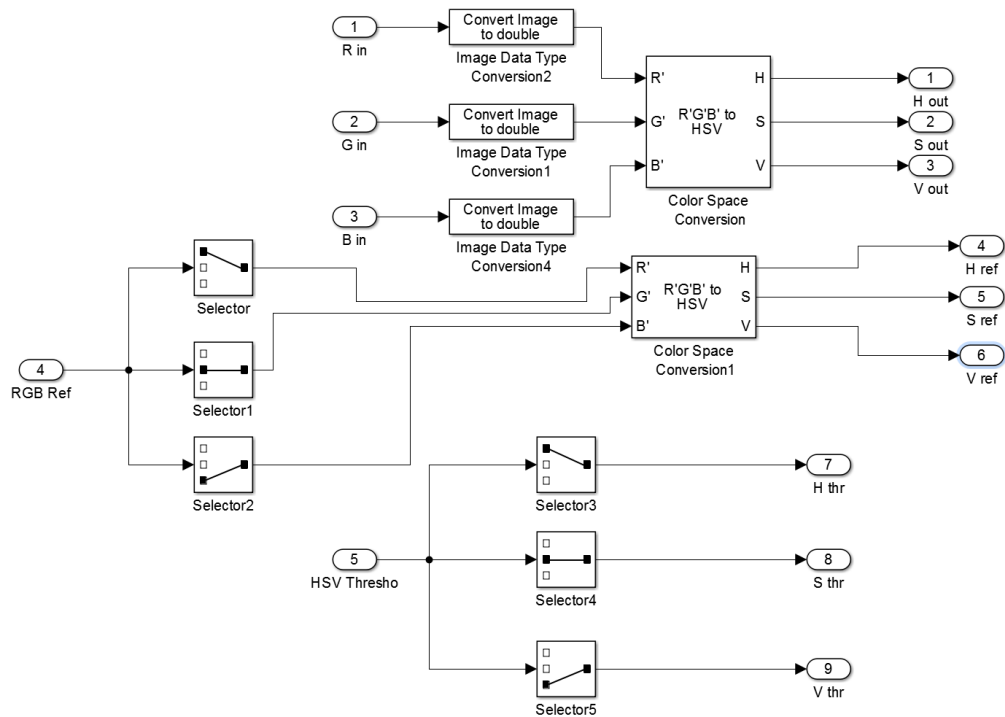 1
R in
Convert Image
to double
Image Data Type
Conversion2
2
G in
Convert Image
to double
Image Data Type
Conversion1
3
B in
Convert Image
to double
Image Data Type
Conversion4
R'
G'
B'
R'G'B' to
HSV
H
S
V
Color Space
Conversion
1
H out
2
S out
3
V out
4
RGB Ref
Selector
Selector1
Selector2
R'
G'
B'
R'G'B' to
HSV
H
S
V
Color Space
Conversion1
4
H ref
5
S ref
6
V ref
5
HSV Thresho
Selector3
Selector4
Selector5
7
H thr
8
S thr
9
V thr